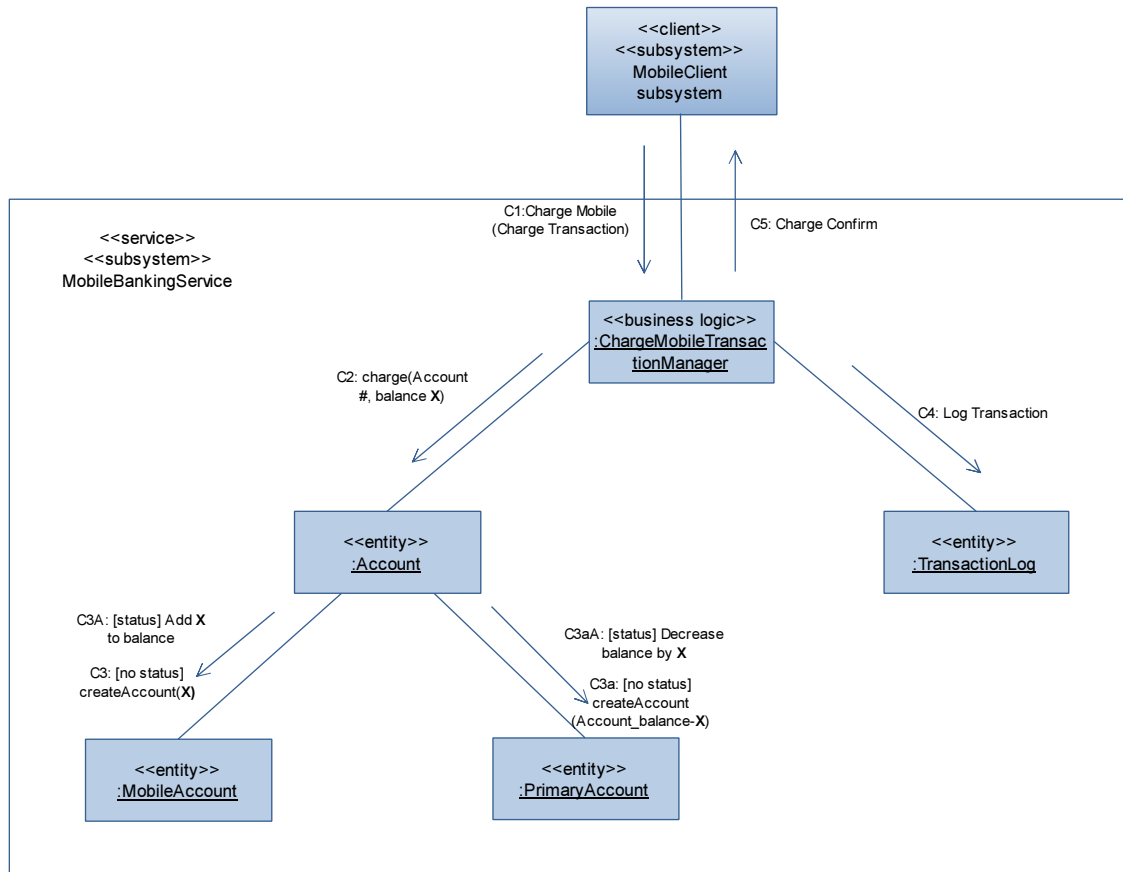 <<client>>
<<subsystem>>
MobileClient
subsystem
C1:Charge Mobile
(Charge Transaction)
C5: Charge Confirm
<<service>>
<<subsystem>>
MobileBankingService
<<business logic>>
:ChargeMobileTransac
tionManager
C2: charge(Account
#, balance X)
C4: Log Transaction
<<entity>>
:Account
<<entity>>
:TransactionLog
C3A: [status] Add X
to balance
C3: [no status]
createAccount(X)
C3aA: [status] Decrease
balance by X
C3a: [no status]
createAccount
(Account_balance-X)
<<entity>>
:MobileAccount
<<entity>>
:PrimaryAccount